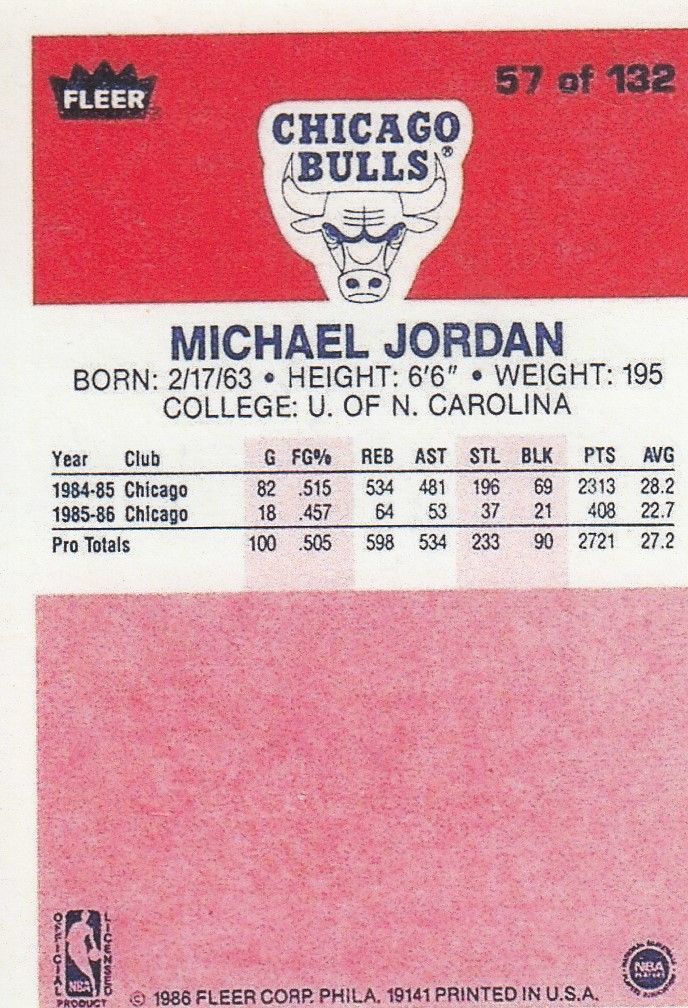 FLEER
57 of 132
CHICAGO
BULLS®
MICHAEL JORDAN
BORN: 2/17/63 • HEIGHT: 6'6" • WEIGHT: 195
COLLEGE: U. OF N. CAROLINA
Year Club G FG% REB AST STL BLK PTS AVG
1984-85 Chicago 82 .515 534 481 196 69 2313 28.2
1985-86 Chicago 18 .457 64 53 37 21 408 22.7
Pro Totals 100 .505 598 534 233 90 2721 27.2
OFFICIAL
LICENSED
PRODUCT
© 1986 FLEER CORP. PHILA. 19141 PRINTED IN U.S.A.
NBA
PLAYERS